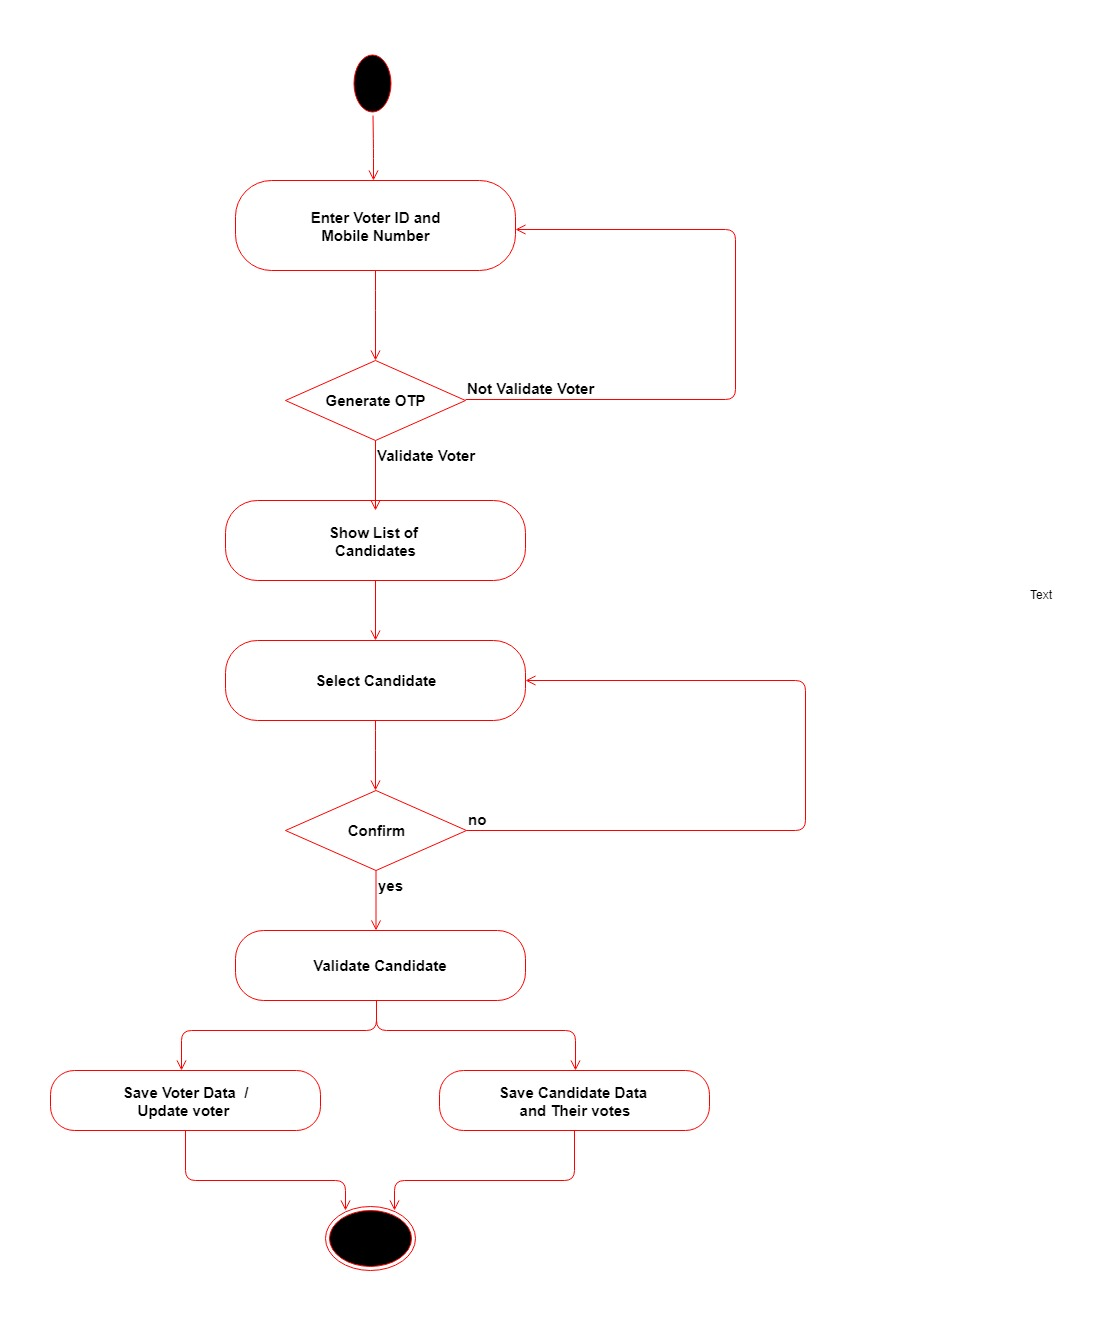 Enter Voter ID and
Mobile Number
Generate OTP
Not Validate Voter
Validate Voter
Show List of
Candidates
Text
Select Candidate
Confirm
no
yes
Validate Candidate
Save Voter Data  /
Update voter
Save Candidate Data
and Their votes